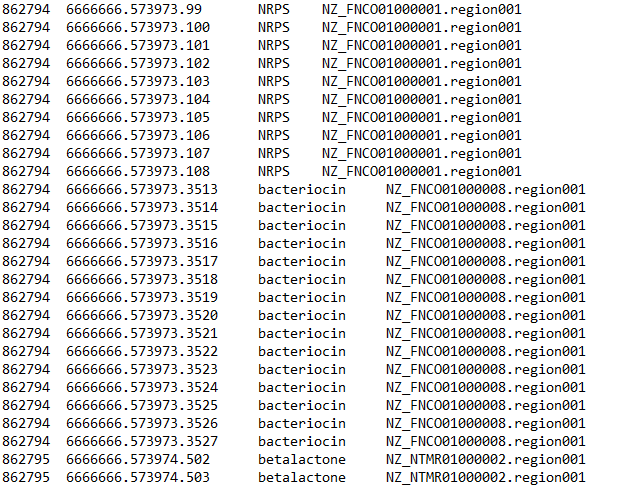 862794 6666666.573973.99 NRPS NZ_FNCO01000001.region001
862794 6666666.573973.100 NRPS NZ_FNCO01000001.region001
862794 6666666.573973.101 NRPS NZ_FNCO01000001.region001
862794 6666666.573973.102 NRPS NZ_FNCO01000001.region001
862794 6666666.573973.103 NRPS NZ_FNCO01000001.region001
862794 6666666.573973.104 NRPS NZ_FNCO01000001.region001
862794 6666666.573973.105 NRPS NZ_FNCO01000001.region001
862794 6666666.573973.106 NRPS NZ_FNCO01000001.region001
862794 6666666.573973.107 NRPS NZ_FNCO01000001.region001
862794 6666666.573973.108 NRPS NZ_FNCO01000001.region001
862794 6666666.573973.3513 bacteriocin NZ_FNCO01000008.region001
862794 6666666.573973.3514 bacteriocin NZ_FNCO01000008.region001
862794 6666666.573973.3515 bacteriocin NZ_FNCO01000008.region001
862794 6666666.573973.3516 bacteriocin NZ_FNCO01000008.region001
862794 6666666.573973.3517 bacteriocin NZ_FNCO01000008.region001
862794 6666666.573973.3518 bacteriocin NZ_FNCO01000008.region001
862794 6666666.573973.3519 bacteriocin NZ_FNCO01000008.region001
862794 6666666.573973.3520 bacteriocin NZ_FNCO01000008.region001
862794 6666666.573973.3521 bacteriocin NZ_FNCO01000008.region001
862794 6666666.573973.3522 bacteriocin NZ_FNCO01000008.region001
862794 6666666.573973.3523 bacteriocin NZ_FNCO01000008.region001
862794 6666666.573973.3524 bacteriocin NZ_FNCO01000008.region001
862794 6666666.573973.3525 bacteriocin NZ_FNCO01000008.region001
862794 6666666.573973.3526 bacteriocin NZ_FNCO01000008.region001
862794 6666666.573973.3527 bacteriocin NZ_FNCO01000008.region001
862795 6666666.573974.502 betalactone NZ_NTMR01000002.region001
862795 6666666.573974.503 betalactone NZ_NTMR01000002.region001